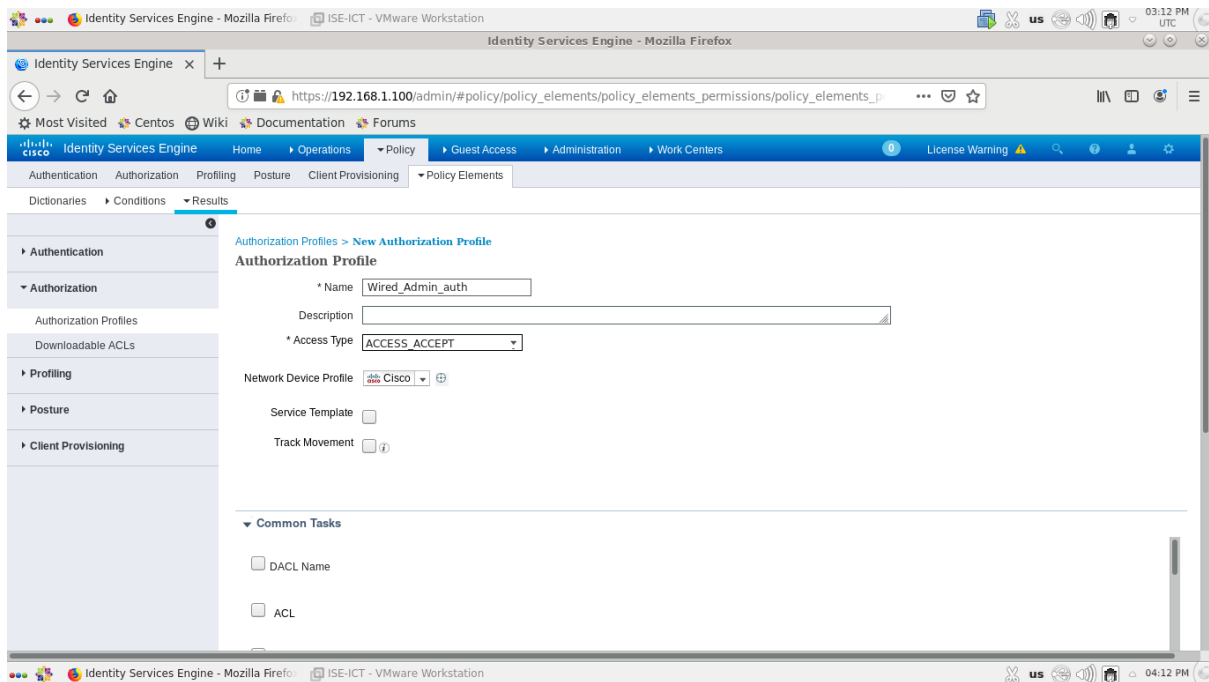 Identity Services Engine - Mozilla Firefo
ISE-ICT - VMware Workstation
us
03:12 PM
UTC
Identity Services Engine - Mozilla Firefox
Identity Services Engine
https://192.168.1.100/admin/#policy/policy_elements/policy_elements_permissions/policy_elements_p
Most Visited Centos Wiki Documentation Forums
cisco Identity Services Engine Home Operations Policy Guest Access Administration Work Centers 0 License Warning
Authentication Authorization Profiling Posture Client Provisioning Policy Elements
Dictionaries Conditions Results
Authentication
Authorization
Authorization Profiles
Downloadable ACLs
Profiling
Posture
Client Provisioning
Authorization Profiles > New Authorization Profile
Authorization Profile
* Name Wired_Admin_auth
Description
* Access Type ACCESS_ACCEPT
Network Device Profile Cisco
Service Template
Track Movement
Common Tasks
DACL Name
ACL
Identity Services Engine - Mozilla Firefo
ISE-ICT - VMware Workstation
us
04:12 PM